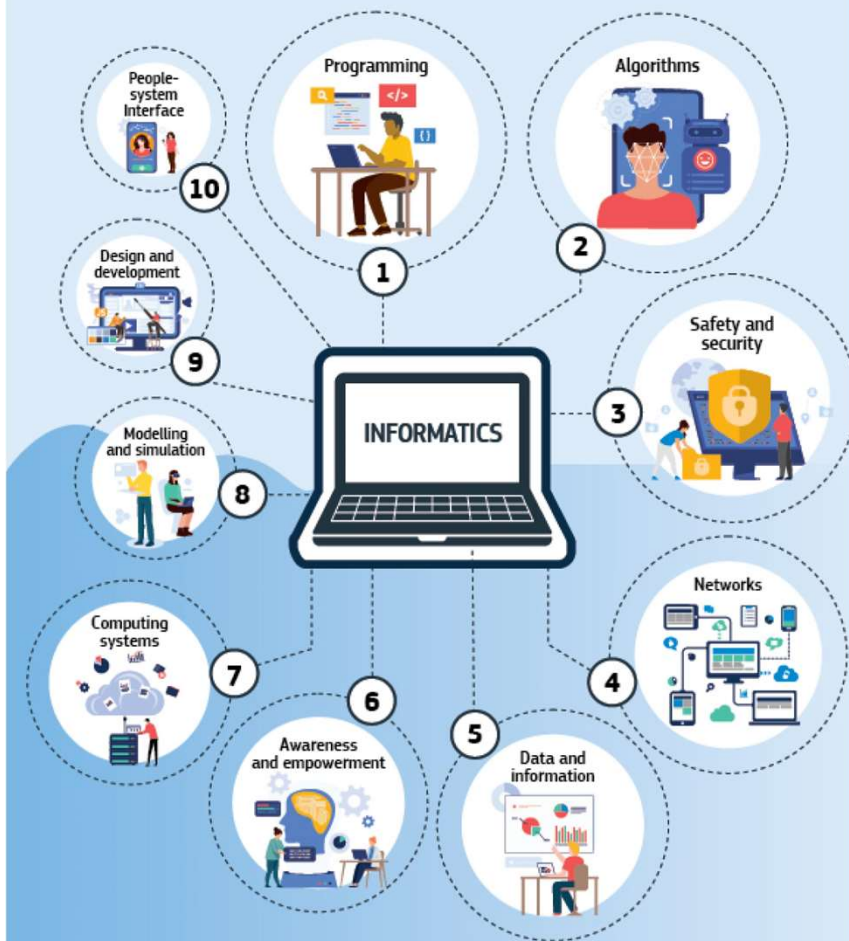 Programming
</>
{}
1
Algorithms
2
Safety and
security
3
Networks
4
Data and
information
5
Awareness
and empowerment
6
Computing
systems
7
Modelling
and simulation
8
Design and
development
9
People-
system
Interface
10
INFORMATICS